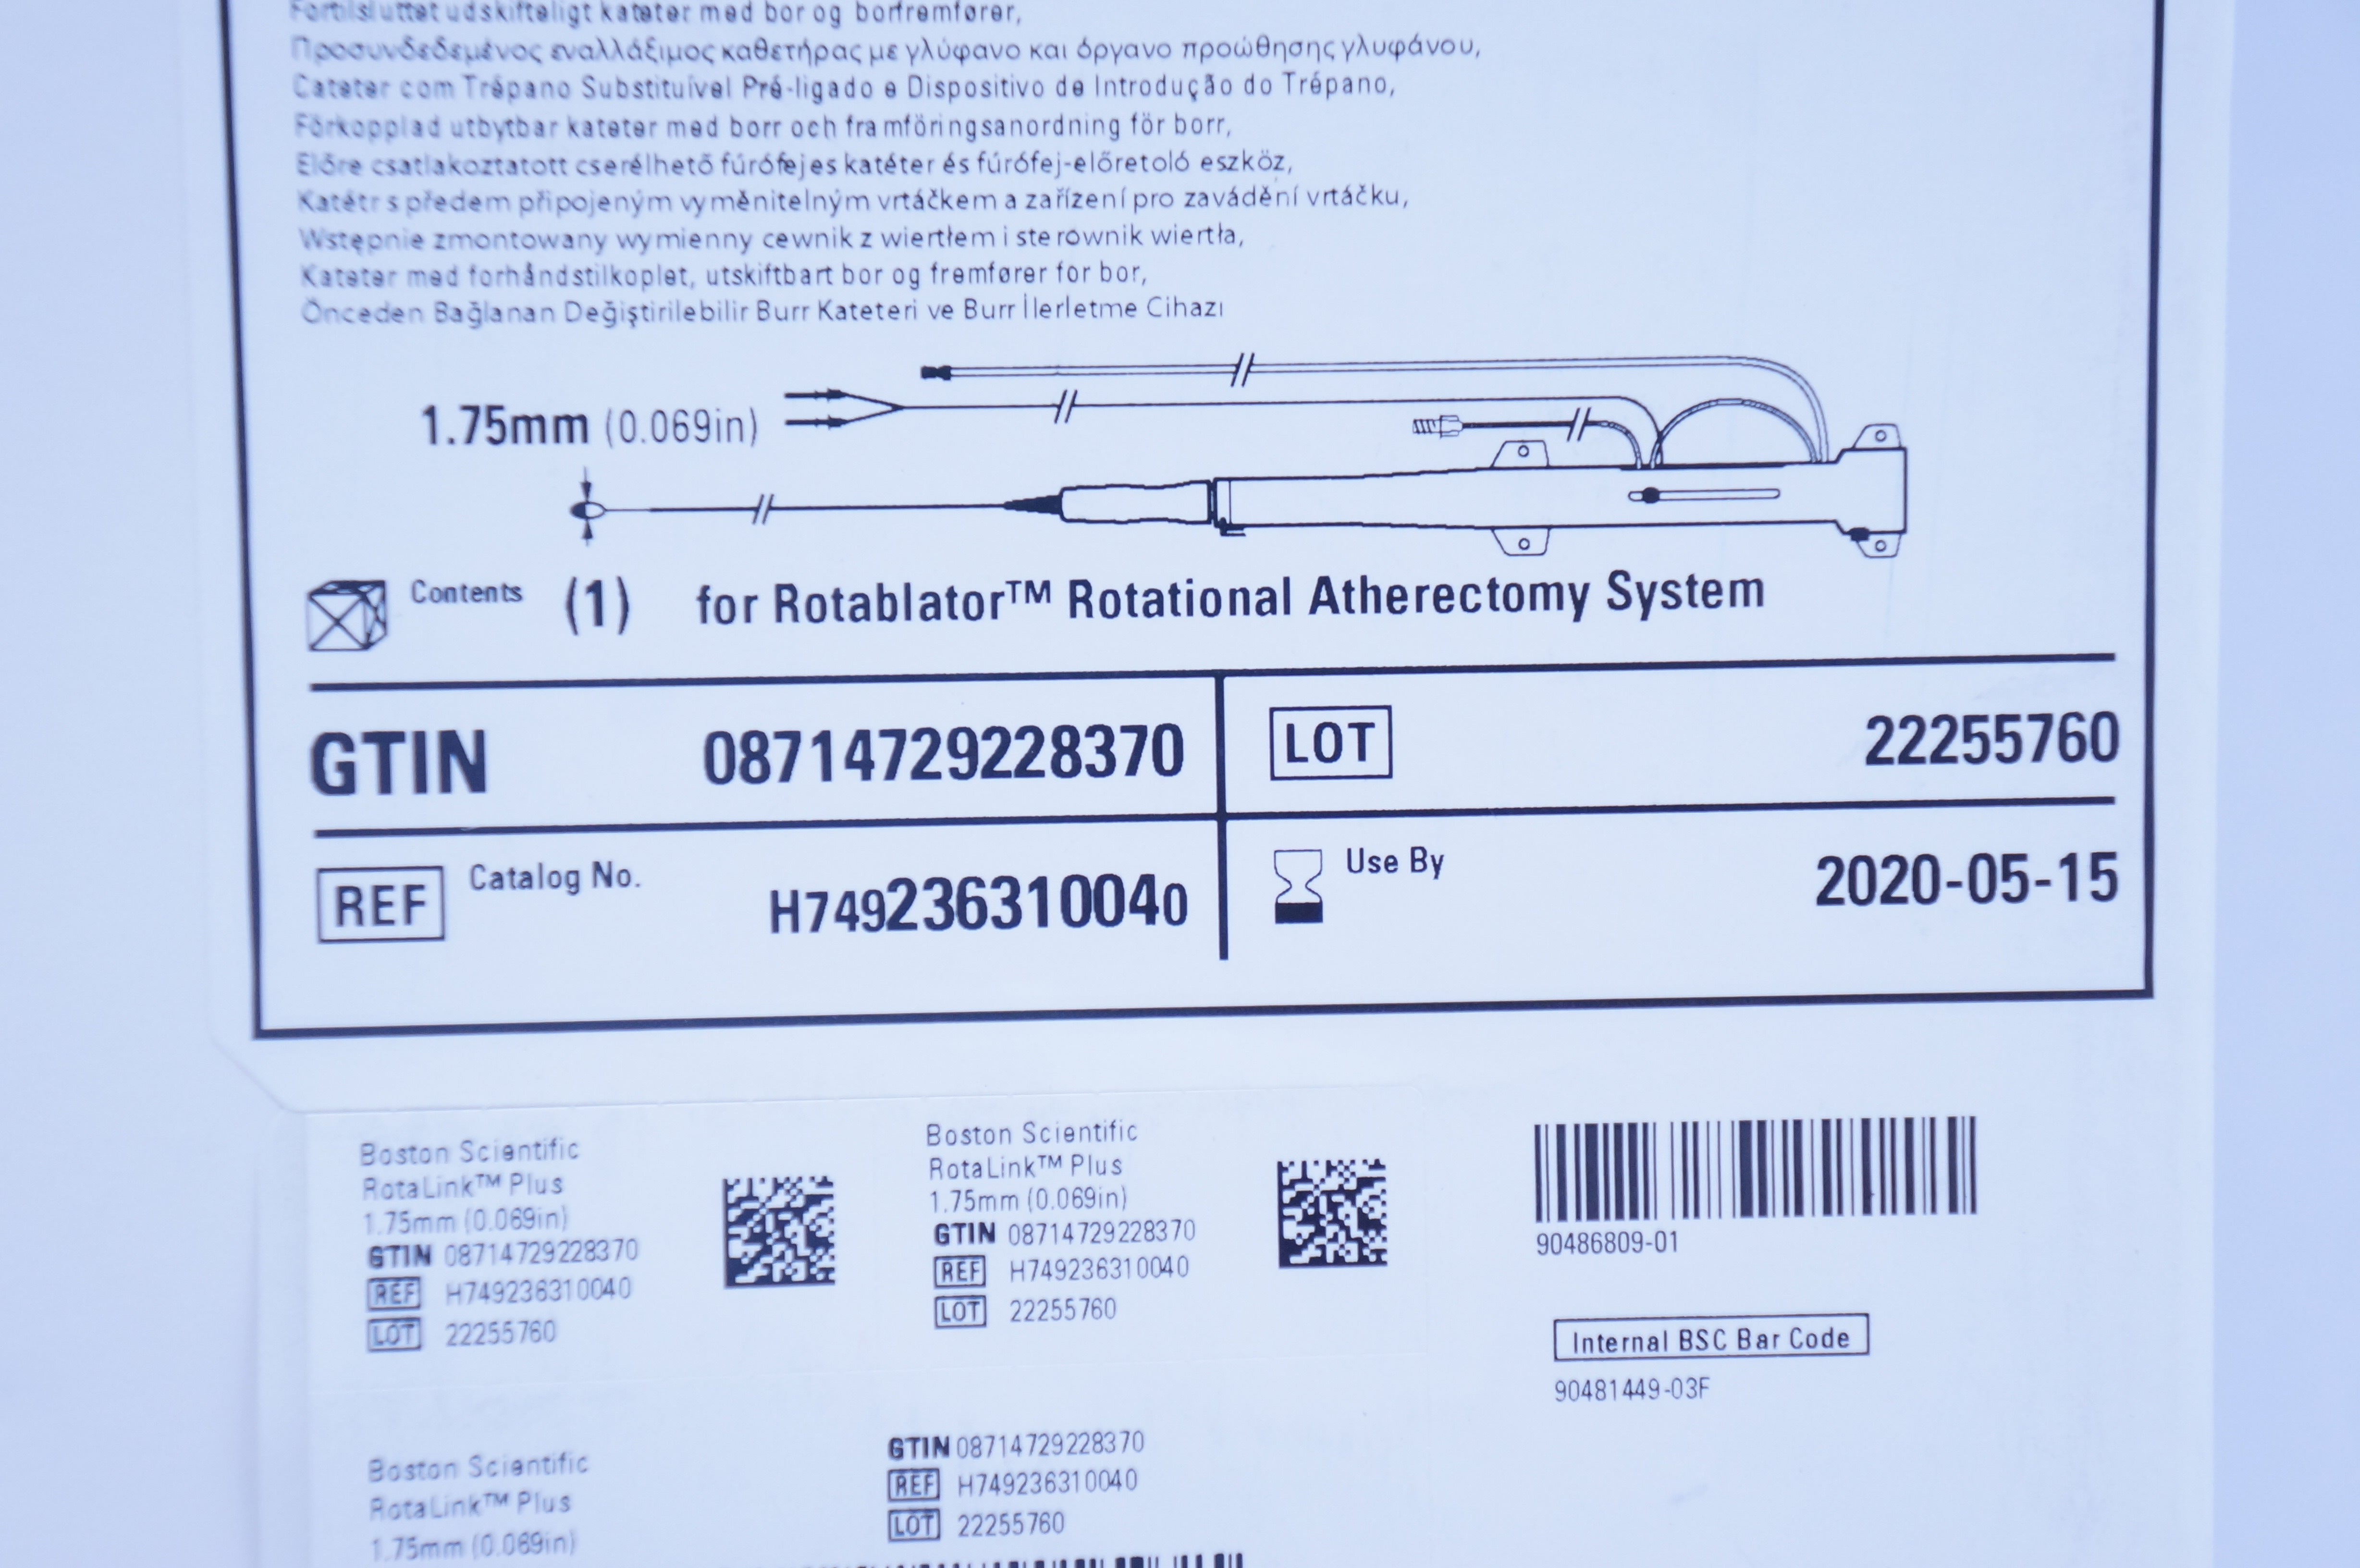 Fortilsluttet udskifteligt kateter med bor og borfremfører,
Προσυνδεδεμένος εναλλάξιμος καθετήρας με γλύφανο και όργανο προώθησης γλυφάνου,
Cateter com Trépano Substituível Pré-ligado e Dispositivo de Introdução do Trépano,
Förkopplad utbytbar kateter med borr och framföringsanordning för borr,
Előre csatlakoztatott cserélhető fúrófejes katéter és fúrófej-előretoló eszköz,
Katétr s předem připojeným vyměnitelným vrtáčkem a zařízení pro zavádění vrtáčku,
Wstępnie zmontowany wymienny cewnik z wiertłem i sterownik wiertła,
Kateter med forhåndstilkoplet, utskiftbart bor og fremfører for bor,
Önceden Bağlanan Değiştirilebilir Burr Kateteri ve Burr İlerletme Cihazı
1.75mm (0.069in)
Contents (1) for Rotablator™ Rotational Atherectomy System
GTIN 08714729228370
LOT 22255760
REF Catalog No. H749236310040
Use By 2020-05-15
Boston Scientific
RotaLink™ Plus
1.75mm (0.069in)
GTIN 08714729228370
REF H749236310040
LOT 22255760
Boston Scientific
RotaLink™ Plus
1.75mm (0.069in)
GTIN 08714729228370
REF H749236310040
LOT 22255760
90486809-01
Internal BSC Bar Code
90481449-03F
Boston Scientific
RotaLink™ Plus
1.75mm (0.069in)
GTIN 08714729228370
REF H749236310040
LOT 22255760